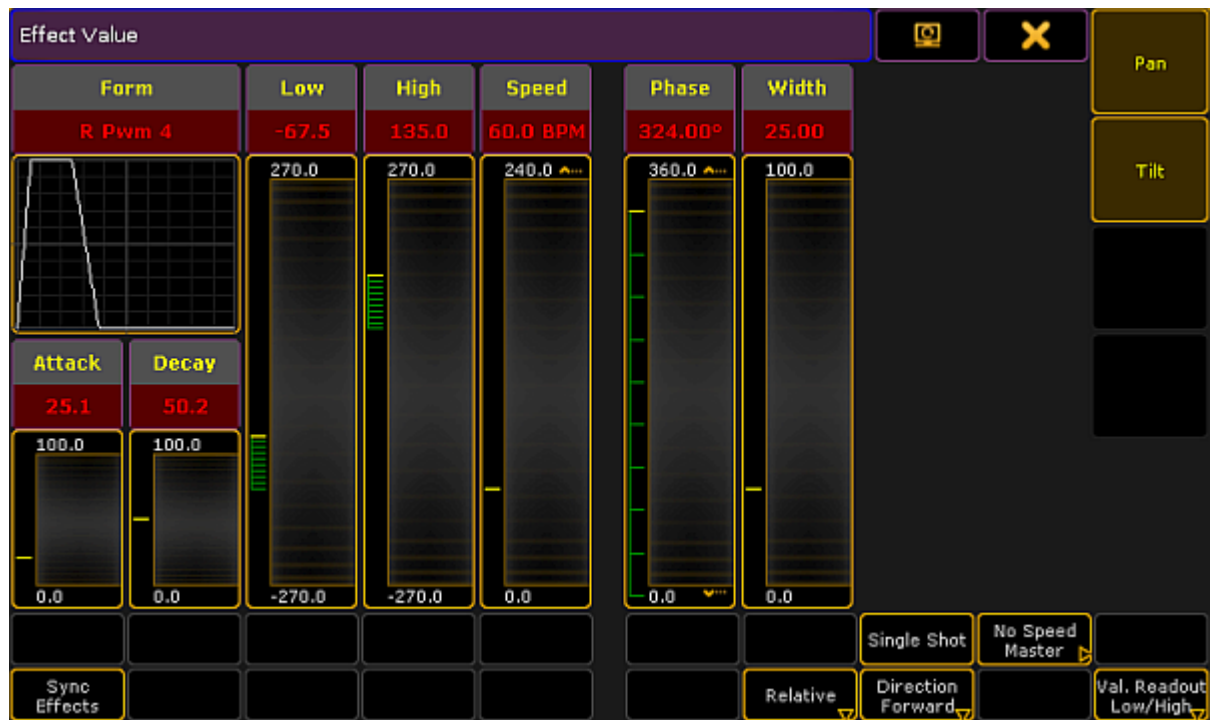 Effect Value
Pan
Form
Low
High
Speed
Phase
Width
R Pwm 4
-67.5
135.0
60.0 BPM
324.00°
25.00
270.0
270.0
240.0
360.0
100.0
Tilt
Attack
Decay
25.1
50.2
100.0
100.0
0.0
0.0
-270.0
-270.0
0.0
0.0
0.0
Single Shot
No Speed
Master
Sync
Effects
Relative
Direction
Forward
Val. Readout
Low/High